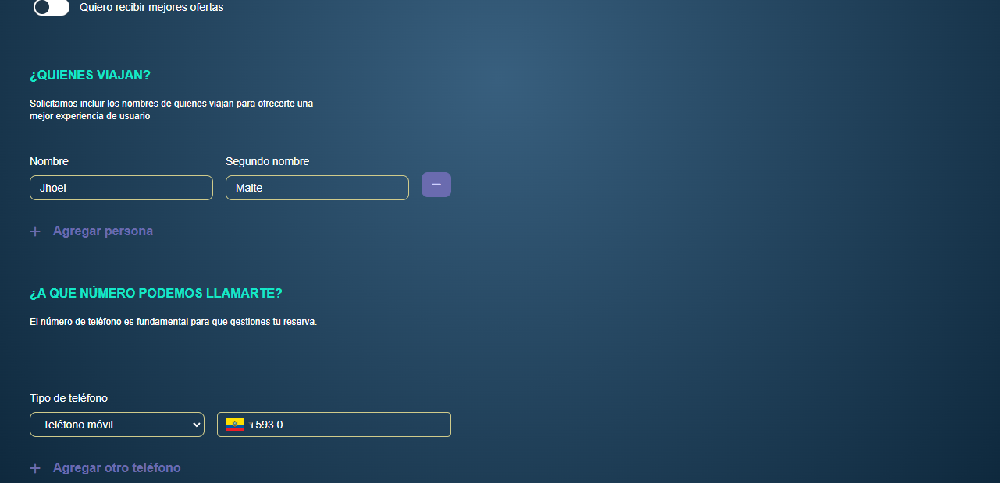 Quiero recibir mejores ofertas
¿QUIENES VIAJAN?
Solicitamos incluir los nombres de quienes viajan para ofrecerte una
mejor experiencia de usuario
Nombre Segundo nombre
Jhoel Malte
+ Agregar persona
¿A QUE NÚMERO PODEMOS LLAMARTE?
El número de teléfono es fundamental para que gestiones tu reserva.
Tipo de teléfono
Teléfono móvil +593 0
+ Agregar otro teléfono